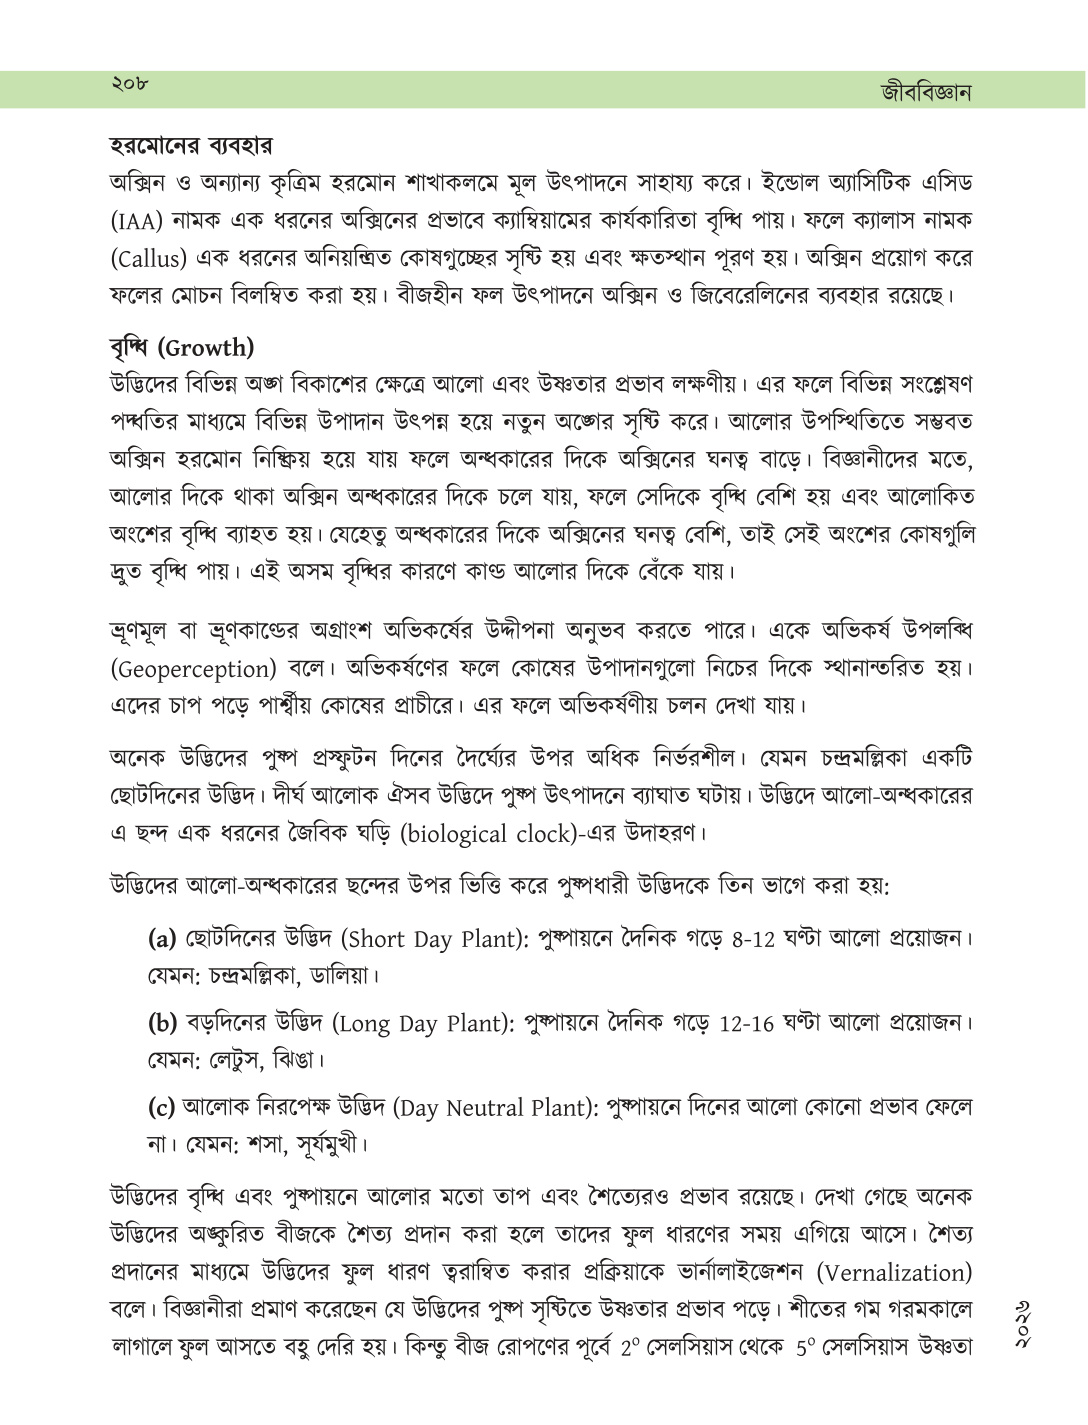 ২০৮
জীববিজ্ঞান
হরমোনের ব্যবহার
অক্সিন ও অন্যান্য কৃত্রিম হরমোন শাখাকলমে মূল উৎপাদনে সাহায্য করে। ইন্ডোল অ্যাসিটিক এসিড
(IAA) নামক এক ধরনের অক্সিনের প্রভাবে ক্যাম্বিয়ামের কার্যকারিতা বৃদ্ধি পায়। ফলে ক্যালাস নামক
(Callus) এক ধরনের অনিয়ন্ত্রিত কোষগুচ্ছের সৃষ্টি হয় এবং ক্ষতস্থান পূরণ হয়। অক্সিন প্রয়োগ করে
ফলের মোচন বিলম্বিত করা হয়। বীজহীন ফল উৎপাদনে অক্সিন ও জিবেরেলিনের ব্যবহার রয়েছে।
বৃদ্ধি (Growth)
উদ্ভিদের বিভিন্ন অঙ্গ বিকাশের ক্ষেত্রে আলো এবং উষ্ণতার প্রভাব লক্ষণীয়। এর ফলে বিভিন্ন সংশ্লেষণ
পদ্ধতির মাধ্যমে বিভিন্ন উপাদান উৎপন্ন হয়ে নতুন অঙ্গের সৃষ্টি করে। আলোর উপস্থিতিতে সম্ভবত
অক্সিন হরমোন নিষ্ক্রিয় হয়ে যায় ফলে অন্ধকারের দিকে অক্সিনের ঘনত্ব বাড়ে। বিজ্ঞানীদের মতে,
আলোর দিকে থাকা অক্সিন অন্ধকারের দিকে চলে যায়, ফলে সেদিকে বৃদ্ধি বেশি হয় এবং আলোকিত
অংশের বৃদ্ধি ব্যাহত হয়। যেহেতু অন্ধকারের দিকে অক্সিনের ঘনত্ব বেশি, তাই সেই অংশের কোষগুলি
দ্রুত বৃদ্ধি পায়। এই অসম বৃদ্ধির কারণে কাণ্ড আলোর দিকে বেঁকে যায়।
ভ্রূণমূল বা ভ্রূণকাণ্ডের অগ্রাংশ অভিকর্ষের উদ্দীপনা অনুভব করতে পারে। একে অভিকর্ষ উপলব্ধি
(Geoperception) বলে। অভিকর্ষণের ফলে কোষের উপাদানগুলো নিচের দিকে স্থানান্তরিত হয়।
এদের চাপ পড়ে পার্শ্বীয় কোষের প্রাচীরে। এর ফলে অভিকর্ষণীয় চলন দেখা যায়।
অনেক উদ্ভিদের পুষ্প প্রস্ফুটন দিনের দৈর্ঘ্যের উপর অধিক নির্ভরশীল। যেমন চন্দ্রমল্লিকা একটি
ছোটদিনের উদ্ভিদ। দীর্ঘ আলোক ঐসব উদ্ভিদে পুষ্প উৎপাদনে ব্যাঘাত ঘটায়। উদ্ভিদে আলো-অন্ধকারের
এ ছন্দ এক ধরনের জৈবিক ঘড়ি (biological clock)-এর উদাহরণ।
উদ্ভিদের আলো-অন্ধকারের ছন্দের উপর ভিত্তি করে পুষ্পধারী উদ্ভিদকে তিন ভাগে করা হয়:
(a) ছোটদিনের উদ্ভিদ (Short Day Plant): পুষ্পায়নে দৈনিক গড়ে 8-12 ঘণ্টা আলো প্রয়োজন।
যেমন: চন্দ্রমল্লিকা, ডালিয়া।
(b) বড়দিনের উদ্ভিদ (Long Day Plant): পুষ্পায়নে দৈনিক গড়ে 12-16 ঘণ্টা আলো প্রয়োজন।
যেমন: লেটুস, ঝিঙা।
(c) আলোক নিরপেক্ষ উদ্ভিদ (Day Neutral Plant): পুষ্পায়নে দিনের আলো কোনো প্রভাব ফেলে
না। যেমন: শসা, সূর্যমুখী।
উদ্ভিদের বৃদ্ধি এবং পুষ্পায়নে আলোর মতো তাপ এবং শৈত্যেরও প্রভাব রয়েছে। দেখা গেছে অনেক
উদ্ভিদের অঙ্কুরিত বীজকে শৈত্য প্রদান করা হলে তাদের ফুল ধারণের সময় এগিয়ে আসে। শৈত্য
প্রদানের মাধ্যমে উদ্ভিদের ফুল ধারণ ত্বরান্বিত করার প্রক্রিয়াকে ভার্নালাইজেশন (Vernalization)
বলে। বিজ্ঞানীরা প্রমাণ করেছেন যে উদ্ভিদের পুষ্প সৃষ্টিতে উষ্ণতার প্রভাব পড়ে। শীতের গম গরমকালে
লাগালে ফুল আসতে বহু দেরি হয়। কিন্তু বীজ রোপণের পূর্বে 2° সেলসিয়াস থেকে 5° সেলসিয়াস উষ্ণতা
২০২৬